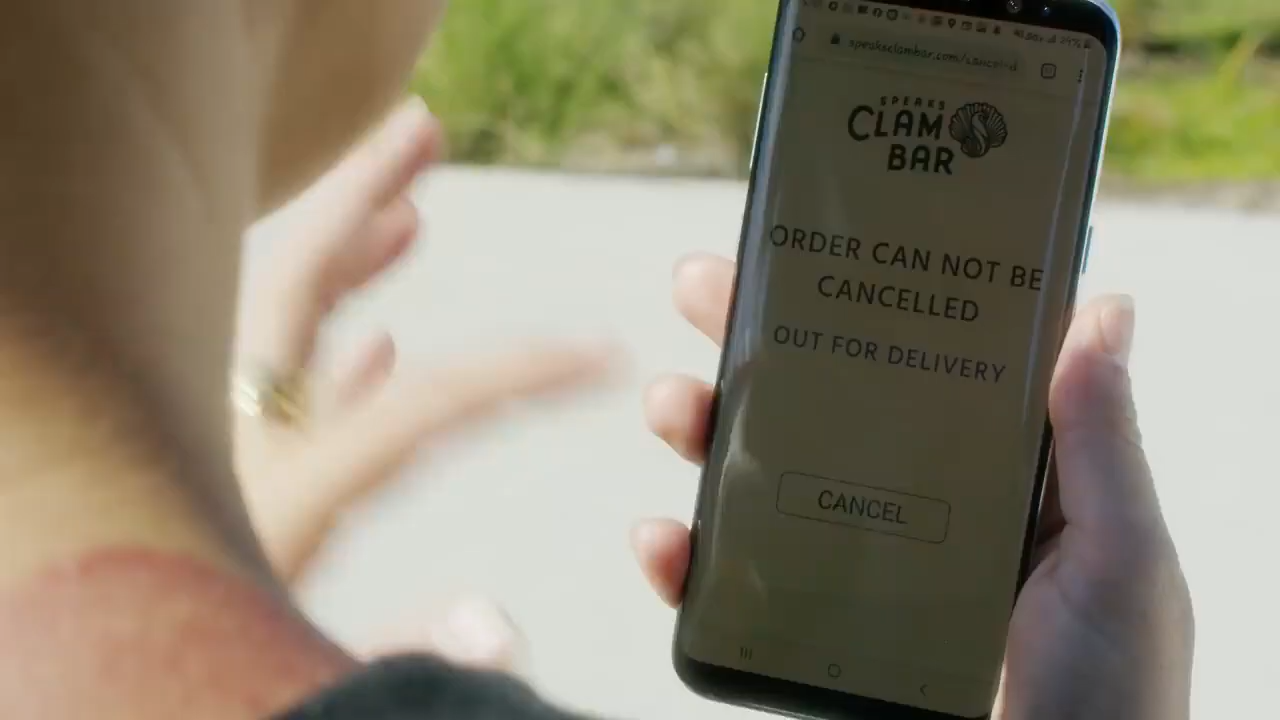 speaksclambar.com/cancel
SPEAKS
CLAM
BAR
ORDER CAN NOT BE
CANCELLED
OUT FOR DELIVERY
CANCEL